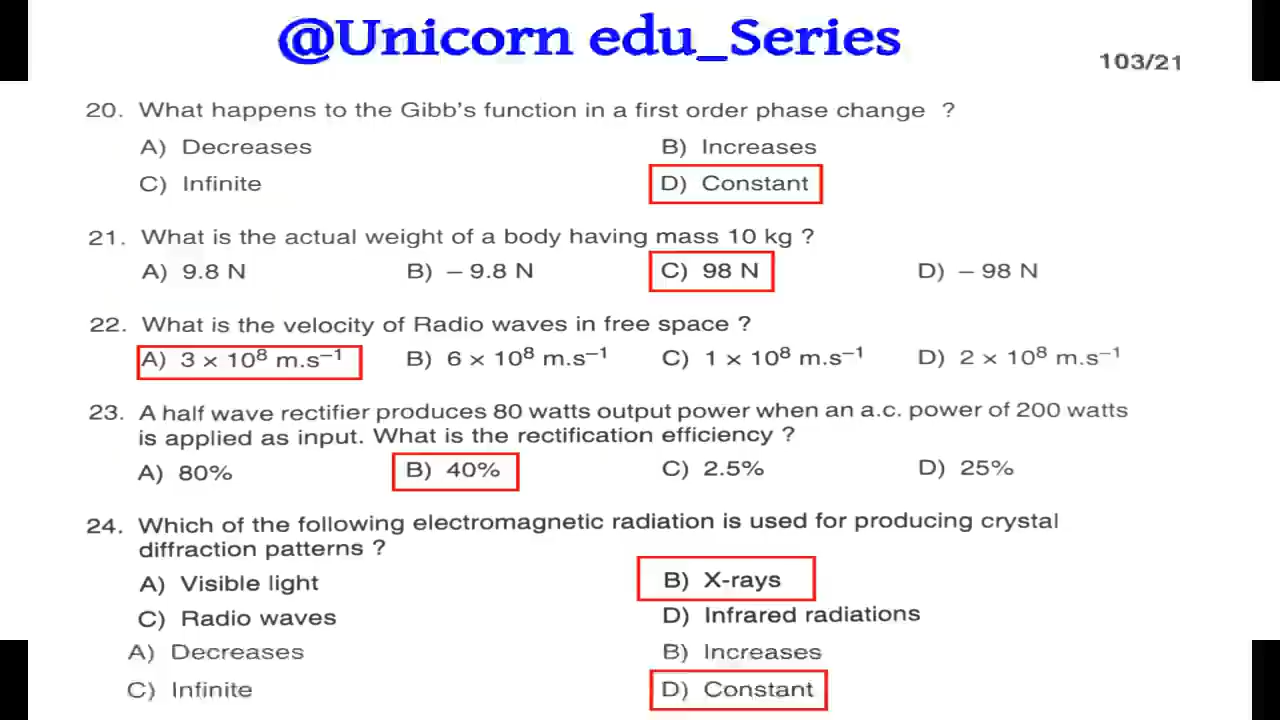 @Unicorn edu_Series
103/21
20. What happens to the Gibb's function in a first order phase change ?
A) Decreases B) Increases
C) Infinite D) Constant
21. What is the actual weight of a body having mass 10 kg ?
A) 9.8 N B) – 9.8 N C) 98 N D) – 98 N
22. What is the velocity of Radio waves in free space ?
A) 3 × 10⁸ m.s⁻¹ B) 6 × 10⁸ m.s⁻¹ C) 1 × 10⁸ m.s⁻¹ D) 2 × 10⁸ m.s⁻¹
23. A half wave rectifier produces 80 watts output power when an a.c. power of 200 watts
is applied as input. What is the rectification efficiency ?
A) 80% B) 40% C) 2.5% D) 25%
24. Which of the following electromagnetic radiation is used for producing crystal
diffraction patterns ?
A) Visible light B) X-rays
C) Radio waves D) Infrared radiations
A) Decreases B) Increases
C) Infinite D) Constant